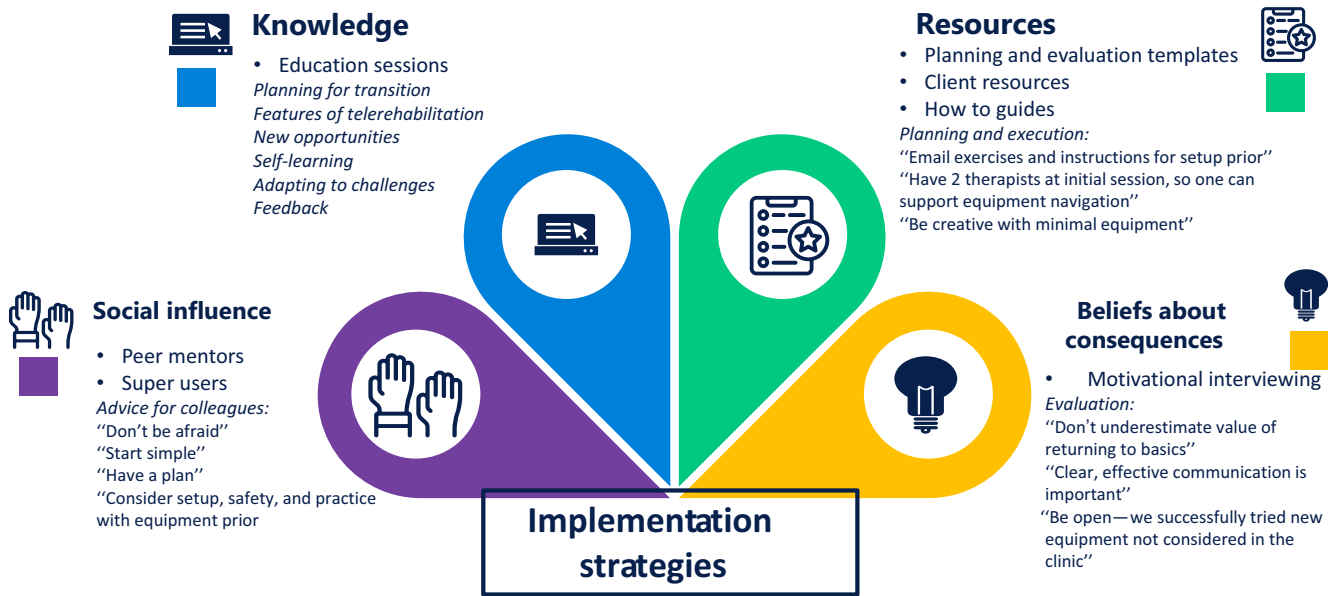 Knowledge
• Education sessions
Planning for transition
Features of telerehabilitation
New opportunities
Self-learning
Adapting to challenges
Feedback
Resources
• Planning and evaluation templates
• Client resources
• How to guides
Planning and execution:
‘‘Email exercises and instructions for setup prior’’
‘‘Have 2 therapists at initial session, so one can
support equipment navigation’’
‘‘Be creative with minimal equipment’’
Social influence
• Peer mentors
• Super users
Advice for colleagues:
‘‘Don’t be afraid’’
‘‘Start simple’’
‘‘Have a plan’’
‘‘Consider setup, safety, and practice
with equipment prior
Beliefs about
consequences
• Motivational interviewing
Evaluation:
‘‘Don’t underestimate value of
returning to basics’’
‘‘Clear, effective communication is
important’’
‘‘Be open—we successfully tried new
equipment not considered in the
clinic’’
Implementation
strategies